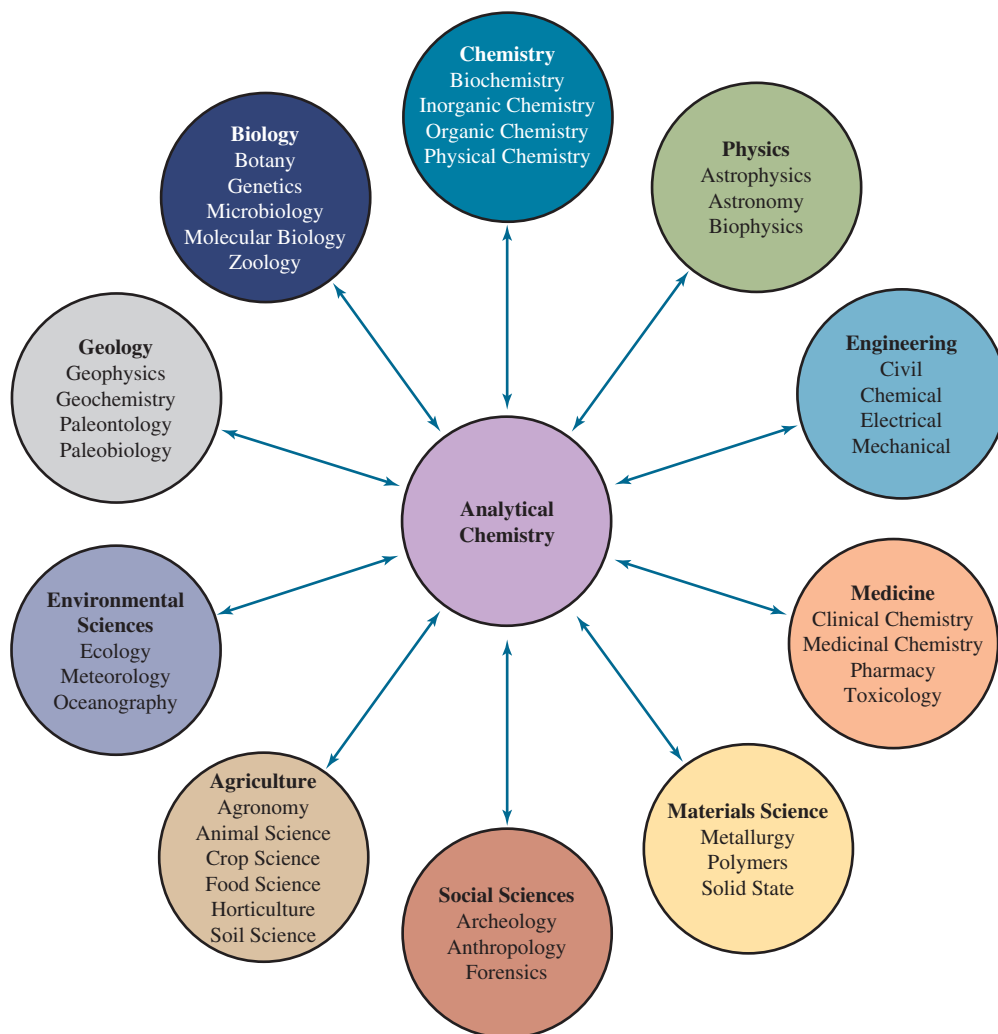 Chemistry
Biochemistry
Inorganic Chemistry
Organic Chemistry
Physical Chemistry
Biology
Botany
Genetics
Microbiology
Molecular Biology
Zoology
Physics
Astrophysics
Astronomy
Biophysics
Geology
Geophysics
Geochemistry
Paleontology
Paleobiology
Engineering
Civil
Chemical
Electrical
Mechanical
Analytical
Chemistry
Environmental
Sciences
Ecology
Meteorology
Oceanography
Medicine
Clinical Chemistry
Medicinal Chemistry
Pharmacy
Toxicology
Agriculture
Agronomy
Animal Science
Crop Science
Food Science
Horticulture
Soil Science
Social Sciences
Archeology
Anthropology
Forensics
Materials Science
Metallurgy
Polymers
Solid State